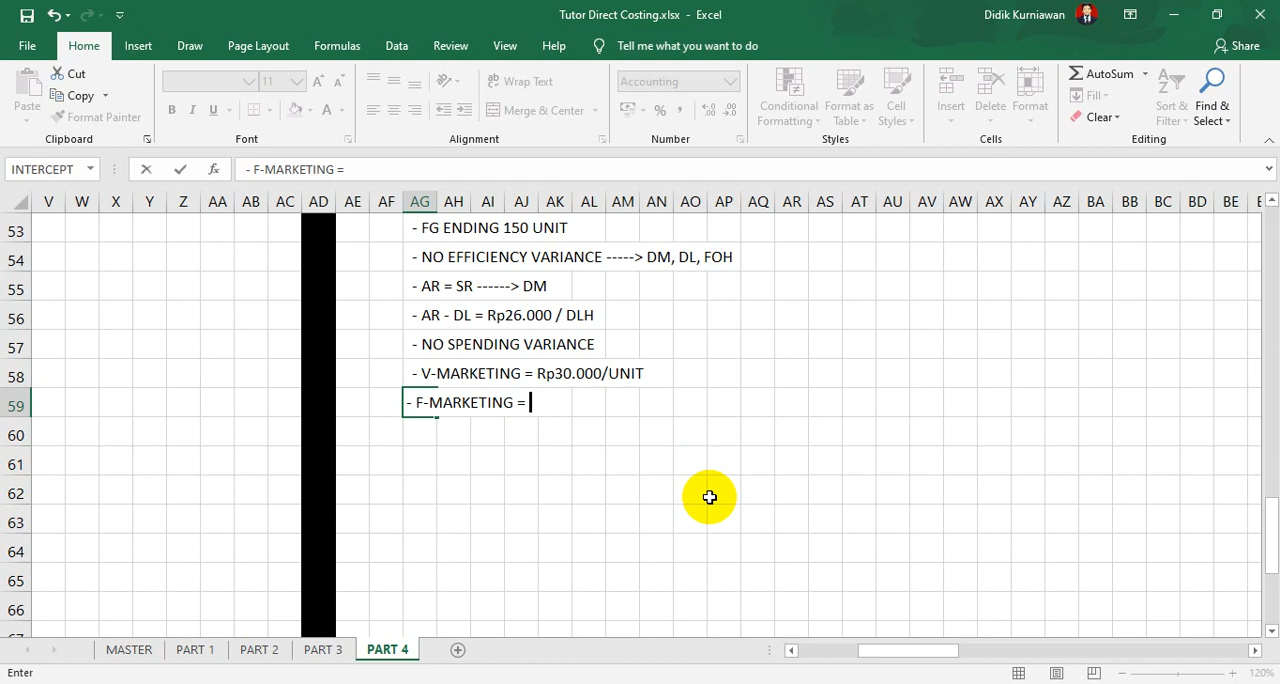 Tutor Direct Costing.xlsx - Excel
Didik Kurniawan
File Home Insert Draw Page Layout Formulas Data Review View Help Tell me what you want to do Share
Paste
Cut
Copy
Format Painter
Clipboard
11
B I U
Font
Wrap Text
Merge & Center
Alignment
Accounting
Number
Conditional Formatting
Format as Table
Cell Styles
Styles
Insert Delete Format
Cells
AutoSum
Fill
Clear
Sort & Filter
Find & Select
Editing
INTERCEPT
fx
- F-MARKETING =
V W X Y Z AA AB AC AD AE AF AG AH AI AJ AK AL AM AN AO AP AQ AR AS AT AU AV AW AX AY AZ BA BB BC BD BE
53 - FG ENDING 150 UNIT
54 - NO EFFICIENCY VARIANCE -----> DM, DL, FOH
55 - AR = SR ------> DM
56 - AR - DL = Rp26.000 / DLH
57 - NO SPENDING VARIANCE
58 - V-MARKETING = Rp30.000/UNIT
59 - F-MARKETING =
60
61
62
63
64
65
66
67
MASTER PART 1 PART 2 PART 3 PART 4
Enter
120%